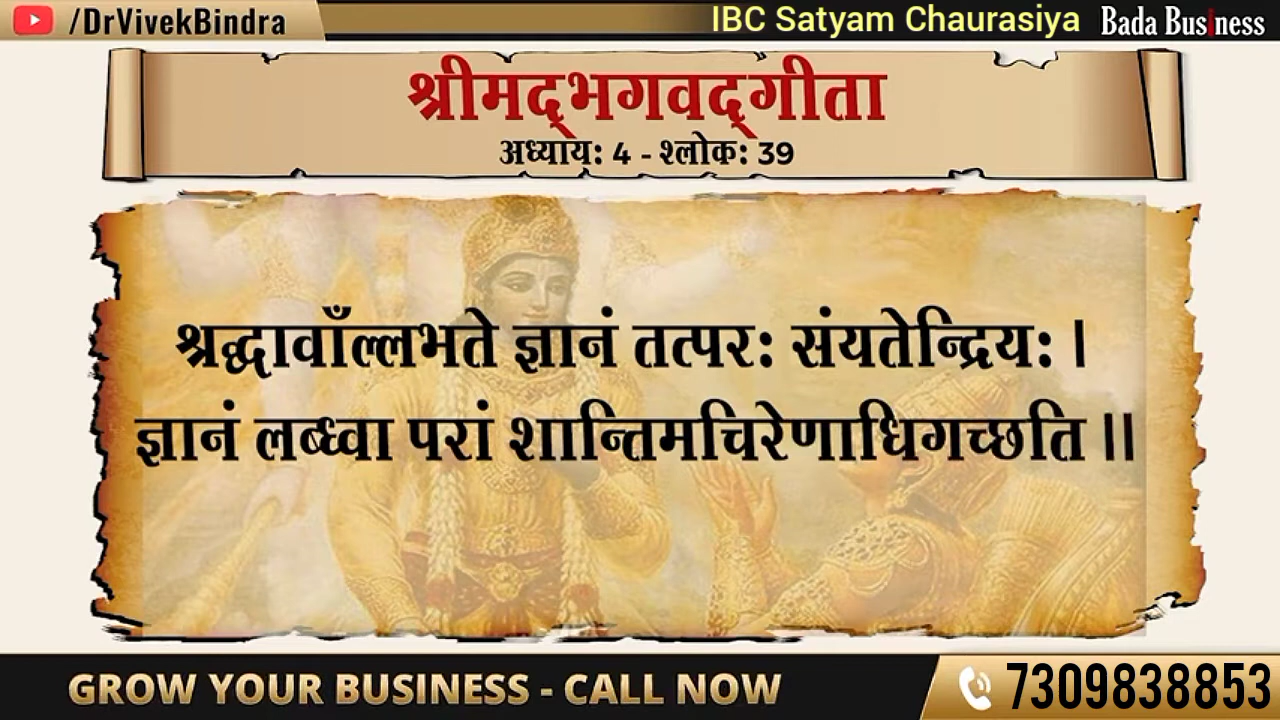 /DrVivekBindra
IBC Satyam Chaurasiya
Bada Business
श्रीमद्भगवद्गीता
अध्याय: 4 - श्लोक: 39
श्रद्धावाँल्लभते ज्ञानं तत्परः संयतेन्द्रियः ।
ज्ञानं लब्ध्वा परां शान्तिमचिरेणाधिगच्छति ।।
GROW YOUR BUSINESS - CALL NOW
7309838853